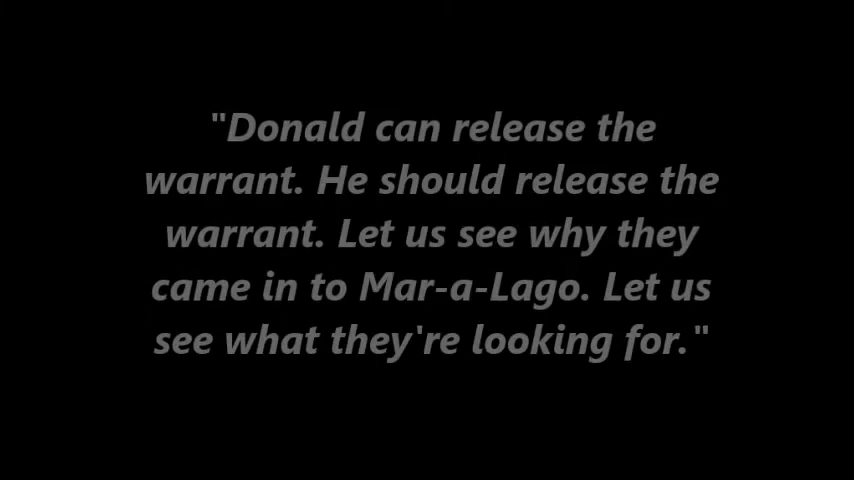 "Donald can release the
warrant. He should release the
warrant. Let us see why they
came in to Mar-a-Lago. Let us
see what they're looking for."